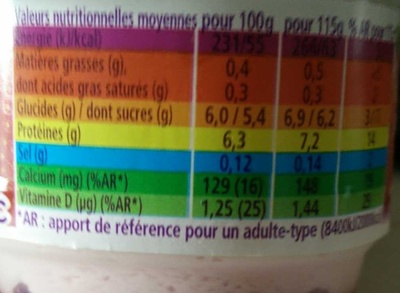 Valeurs nutritionnelles moyennes pour 100g pour 115g
Energie (kJ/kcal) 231/55
Matières grasses (g), 0,4 0,5
dont acides gras saturés (g) 0,3 0,3
Glucides (g) / dont sucres (g) 6,0 / 5,4 6,9 / 6,2
Protéines (g) 6,3 7,2 14
Sel (g) 0,12 0,14
Calcium (mg) (%AR*) 129 (16) 148
Vitamine D (µg) (%AR*) 1,25 (25) 1,44
*AR : apport de référence pour un adulte-type